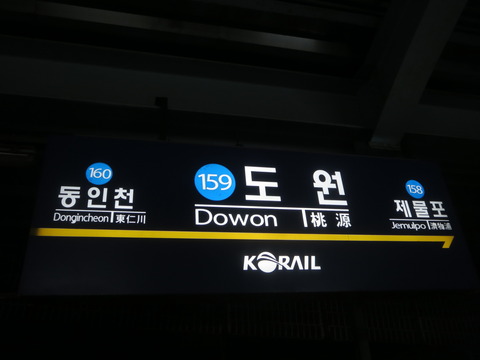 160
동인천
Dongincheon 東仁川
159 도원
Dowon 桃源
158
제물포
Jemulpo 濟物浦
KORAIL